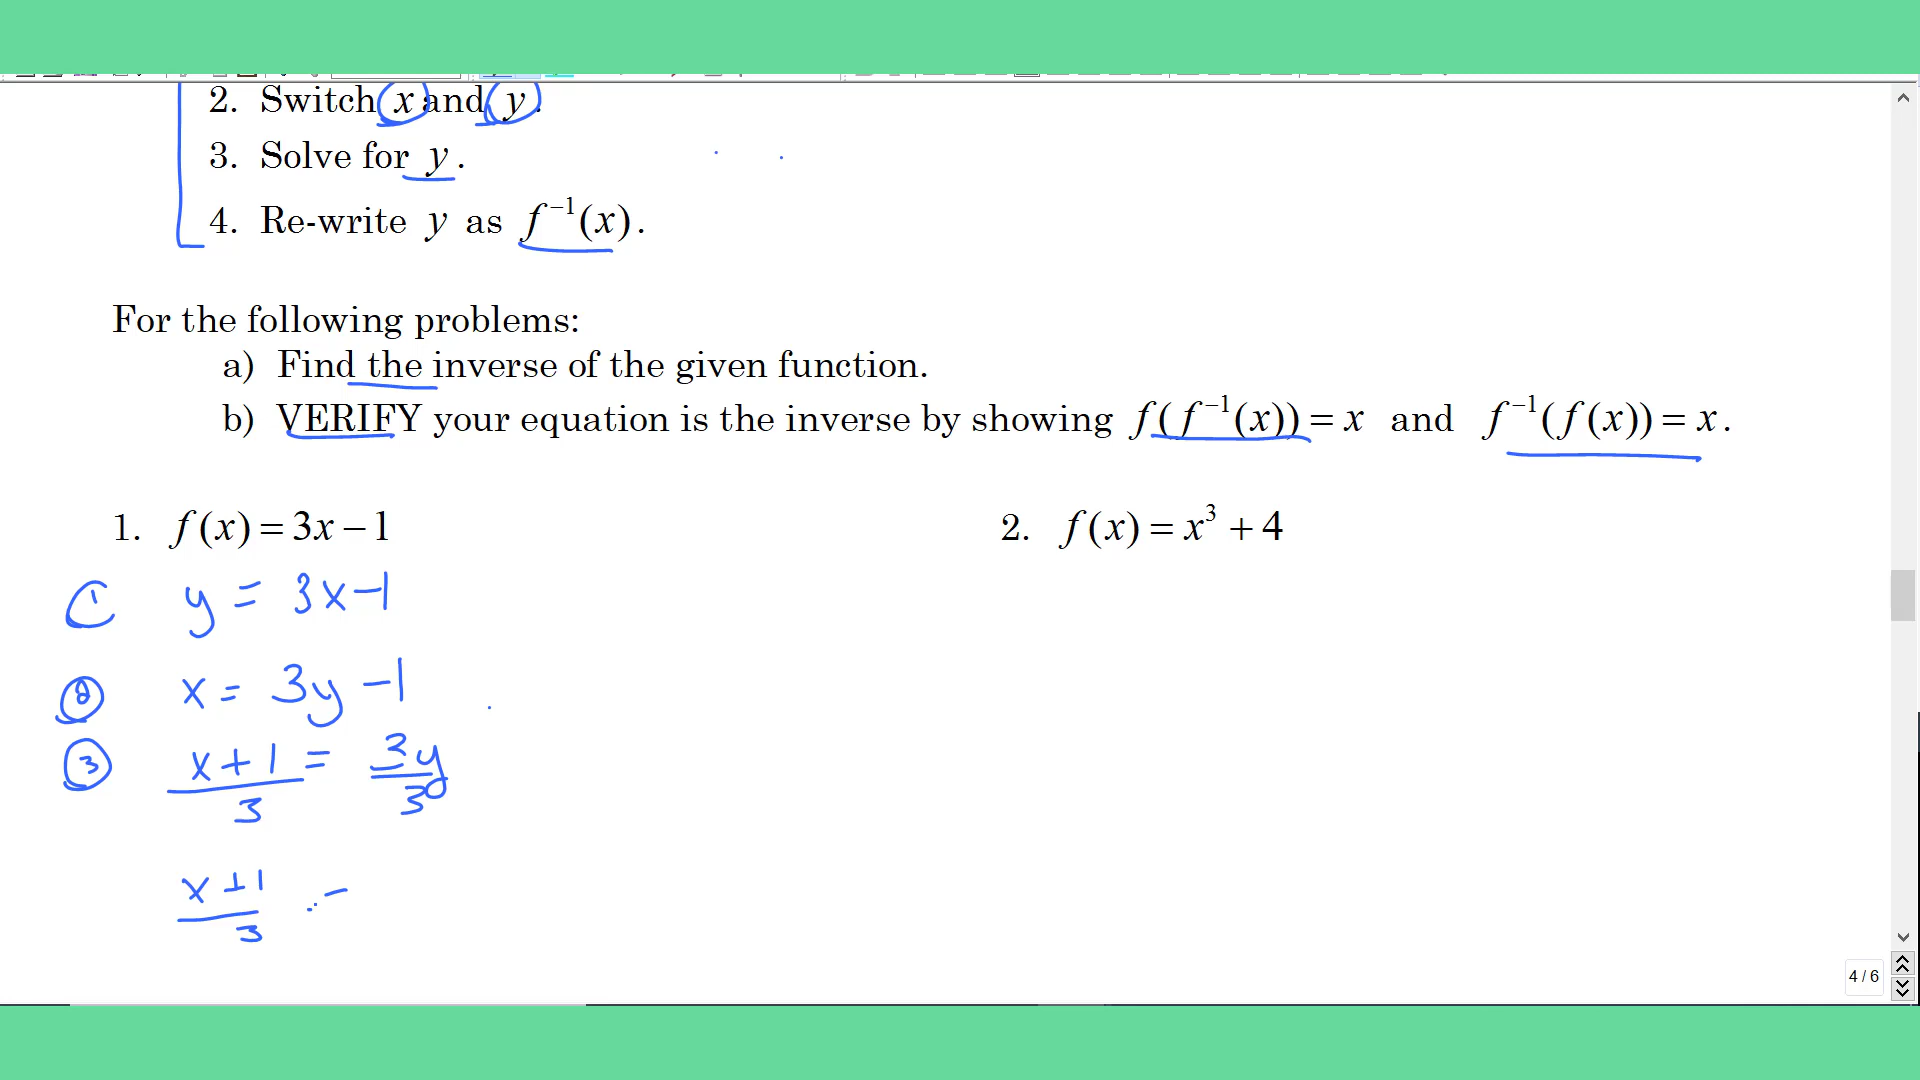 2. Switch x and y.
3. Solve for y.
4. Re-write y as f⁻¹(x).
For the following problems:
a) Find the inverse of the given function.
b) VERIFY your equation is the inverse by showing f(f⁻¹(x)) = x and f⁻¹(f(x)) = x.
1. f(x) = 3x − 1
2. f(x) = x³ + 4
① y = 3x − 1
② x = 3y − 1
③ (x + 1)/3 = 3y/3
(x + 1)/3 =
4 / 6